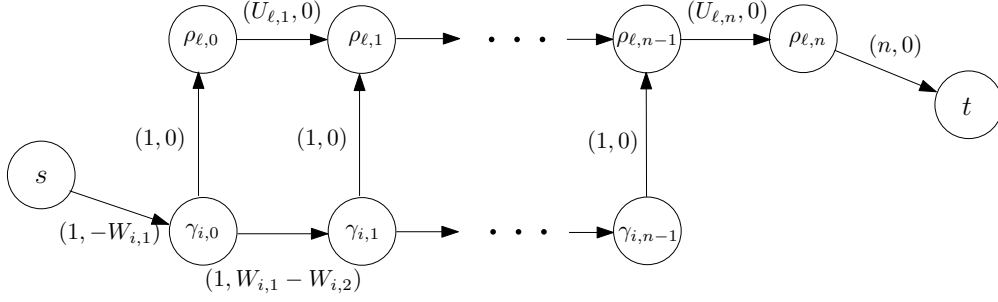 (U_{ℓ,1}, 0) (U_{ℓ,n}, 0)
ρ_{ℓ,0} ρ_{ℓ,1} · · · ρ_{ℓ,n−1} ρ_{ℓ,n} (n, 0)
t
(1, 0) (1, 0) (1, 0)
s
(1, −W_{i,1}) γ_{i,0} γ_{i,1} · · · γ_{i,n−1}
(1, W_{i,1} − W_{i,2})